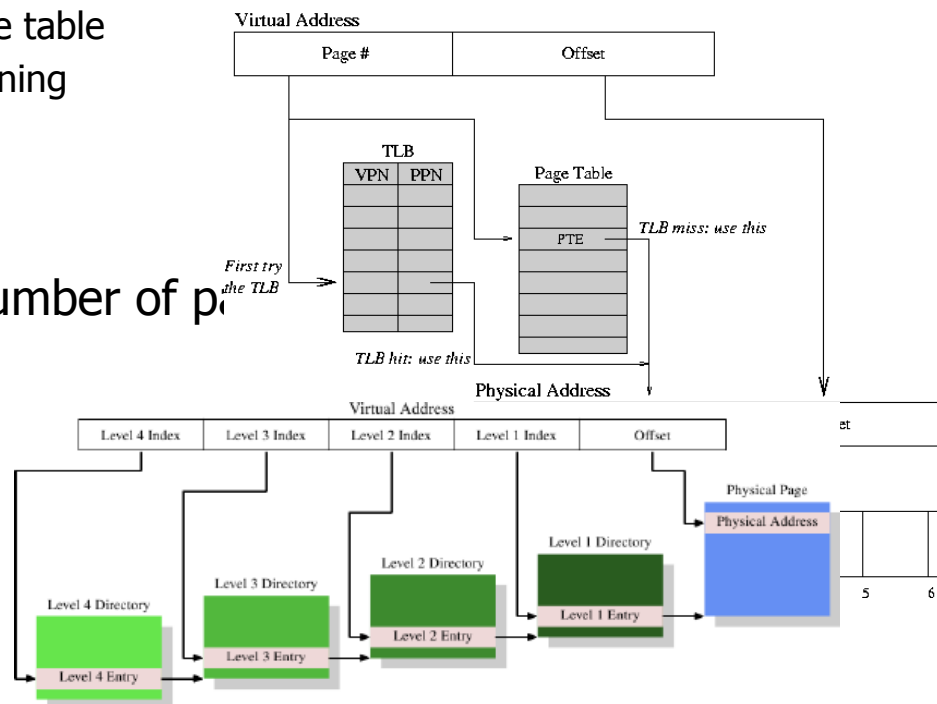 Virtual Address
e table
Page # Offset
ning
TLB
VPN PPN
Page Table
PTE
TLB miss: use this
First try
the TLB
umber of
TLB hit: use this
Physical Address
Virtual Address
Level 4 Index Level 3 Index Level 2 Index Level 1 Index Offset
et
Physical Page
Physical Address
Level 1 Directory
Level 2 Directory
Level 3 Directory
Level 4 Directory
5 6
Level 1 Entry
Level 2 Entry
Level 3 Entry
Level 4 Entry